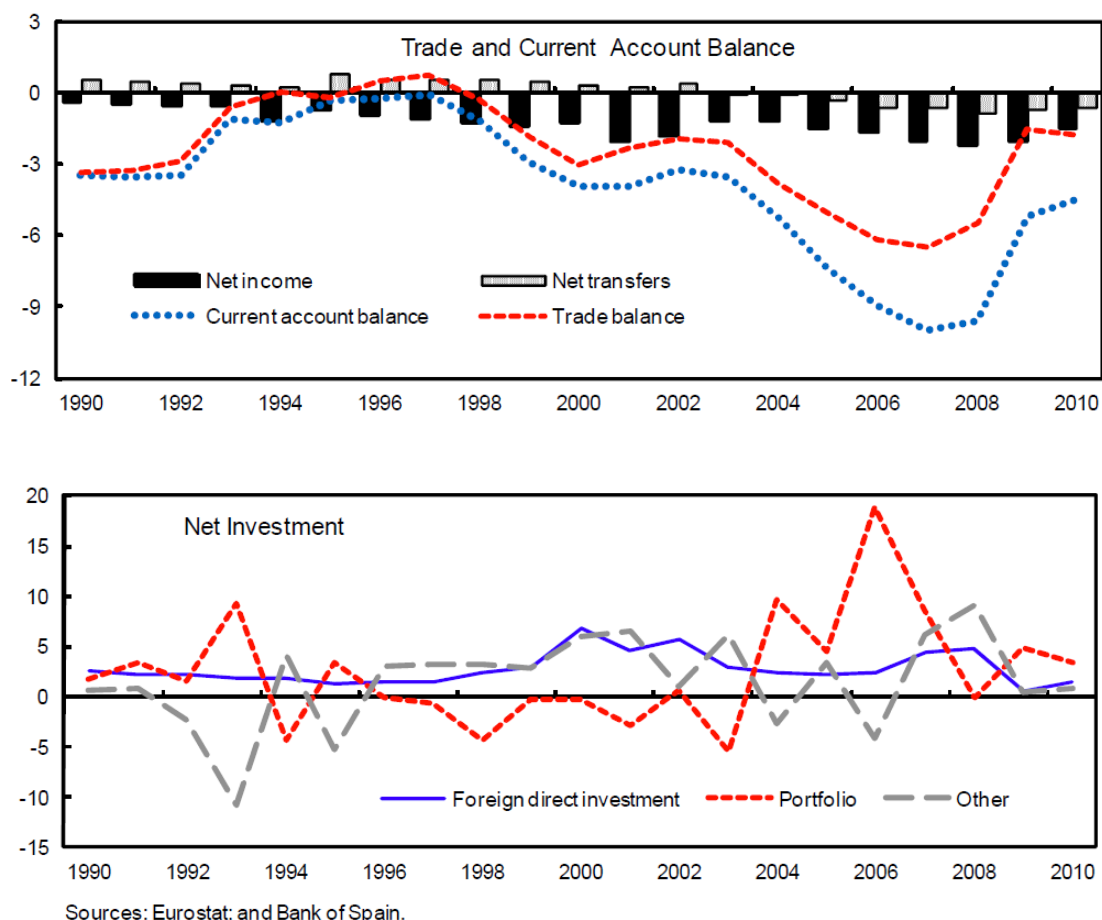 3
Trade and Current Account Balance
0
-3
-6
Net income Net transfers
-9
Current account balance Trade balance
-12
1990 1992 1994 1996 1998 2000 2002 2004 2006 2008 2010
20
Net Investment
15
10
5
0
-5
-10
Foreign direct investment Portfolio Other
-15
1990 1992 1994 1996 1998 2000 2002 2004 2006 2008 2010
Sources: Eurostat; and Bank of Spain.